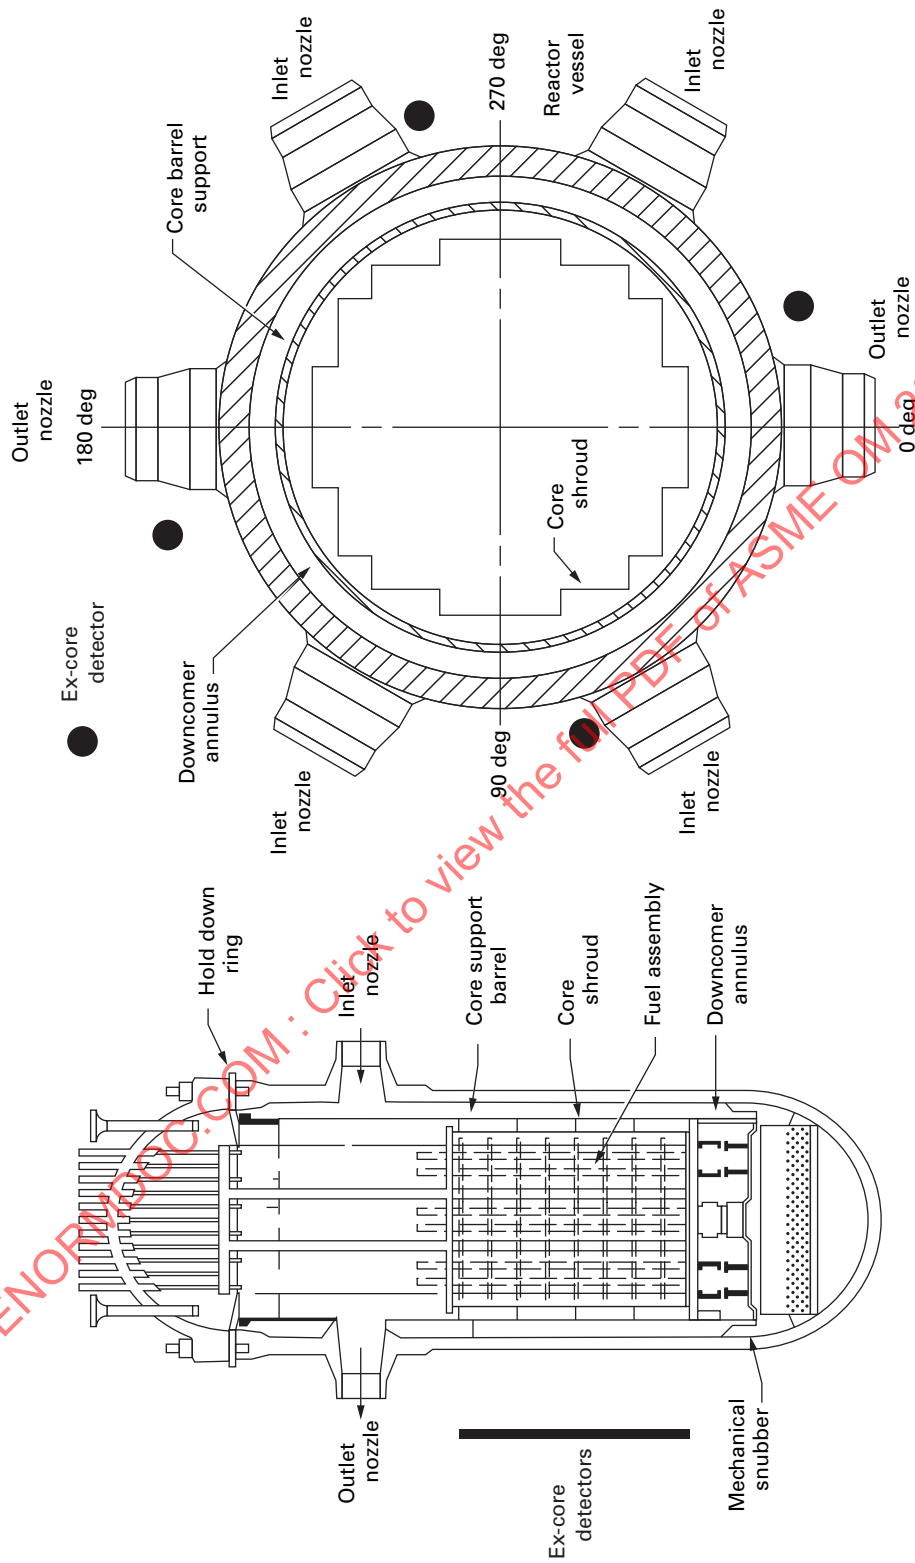 Hold down
ring
Inlet
nozzle
Core support
barrel
Core
shroud
Fuel assembly
Downcomer
annulus
Outlet
nozzle
Ex-core
detectors
Mechanical
snubber
Ex-core
detector
Outlet
nozzle
180 deg
Core barrel
support
Inlet
nozzle
Downcomer
annulus
270 deg
Reactor
vessel
Inlet
nozzle
90 deg
Core
shroud
Inlet
nozzle
Inlet
nozzle
Outlet
nozzle
0 deg
ENORMDOC.COM : Click to view the full PDF of ASME OM